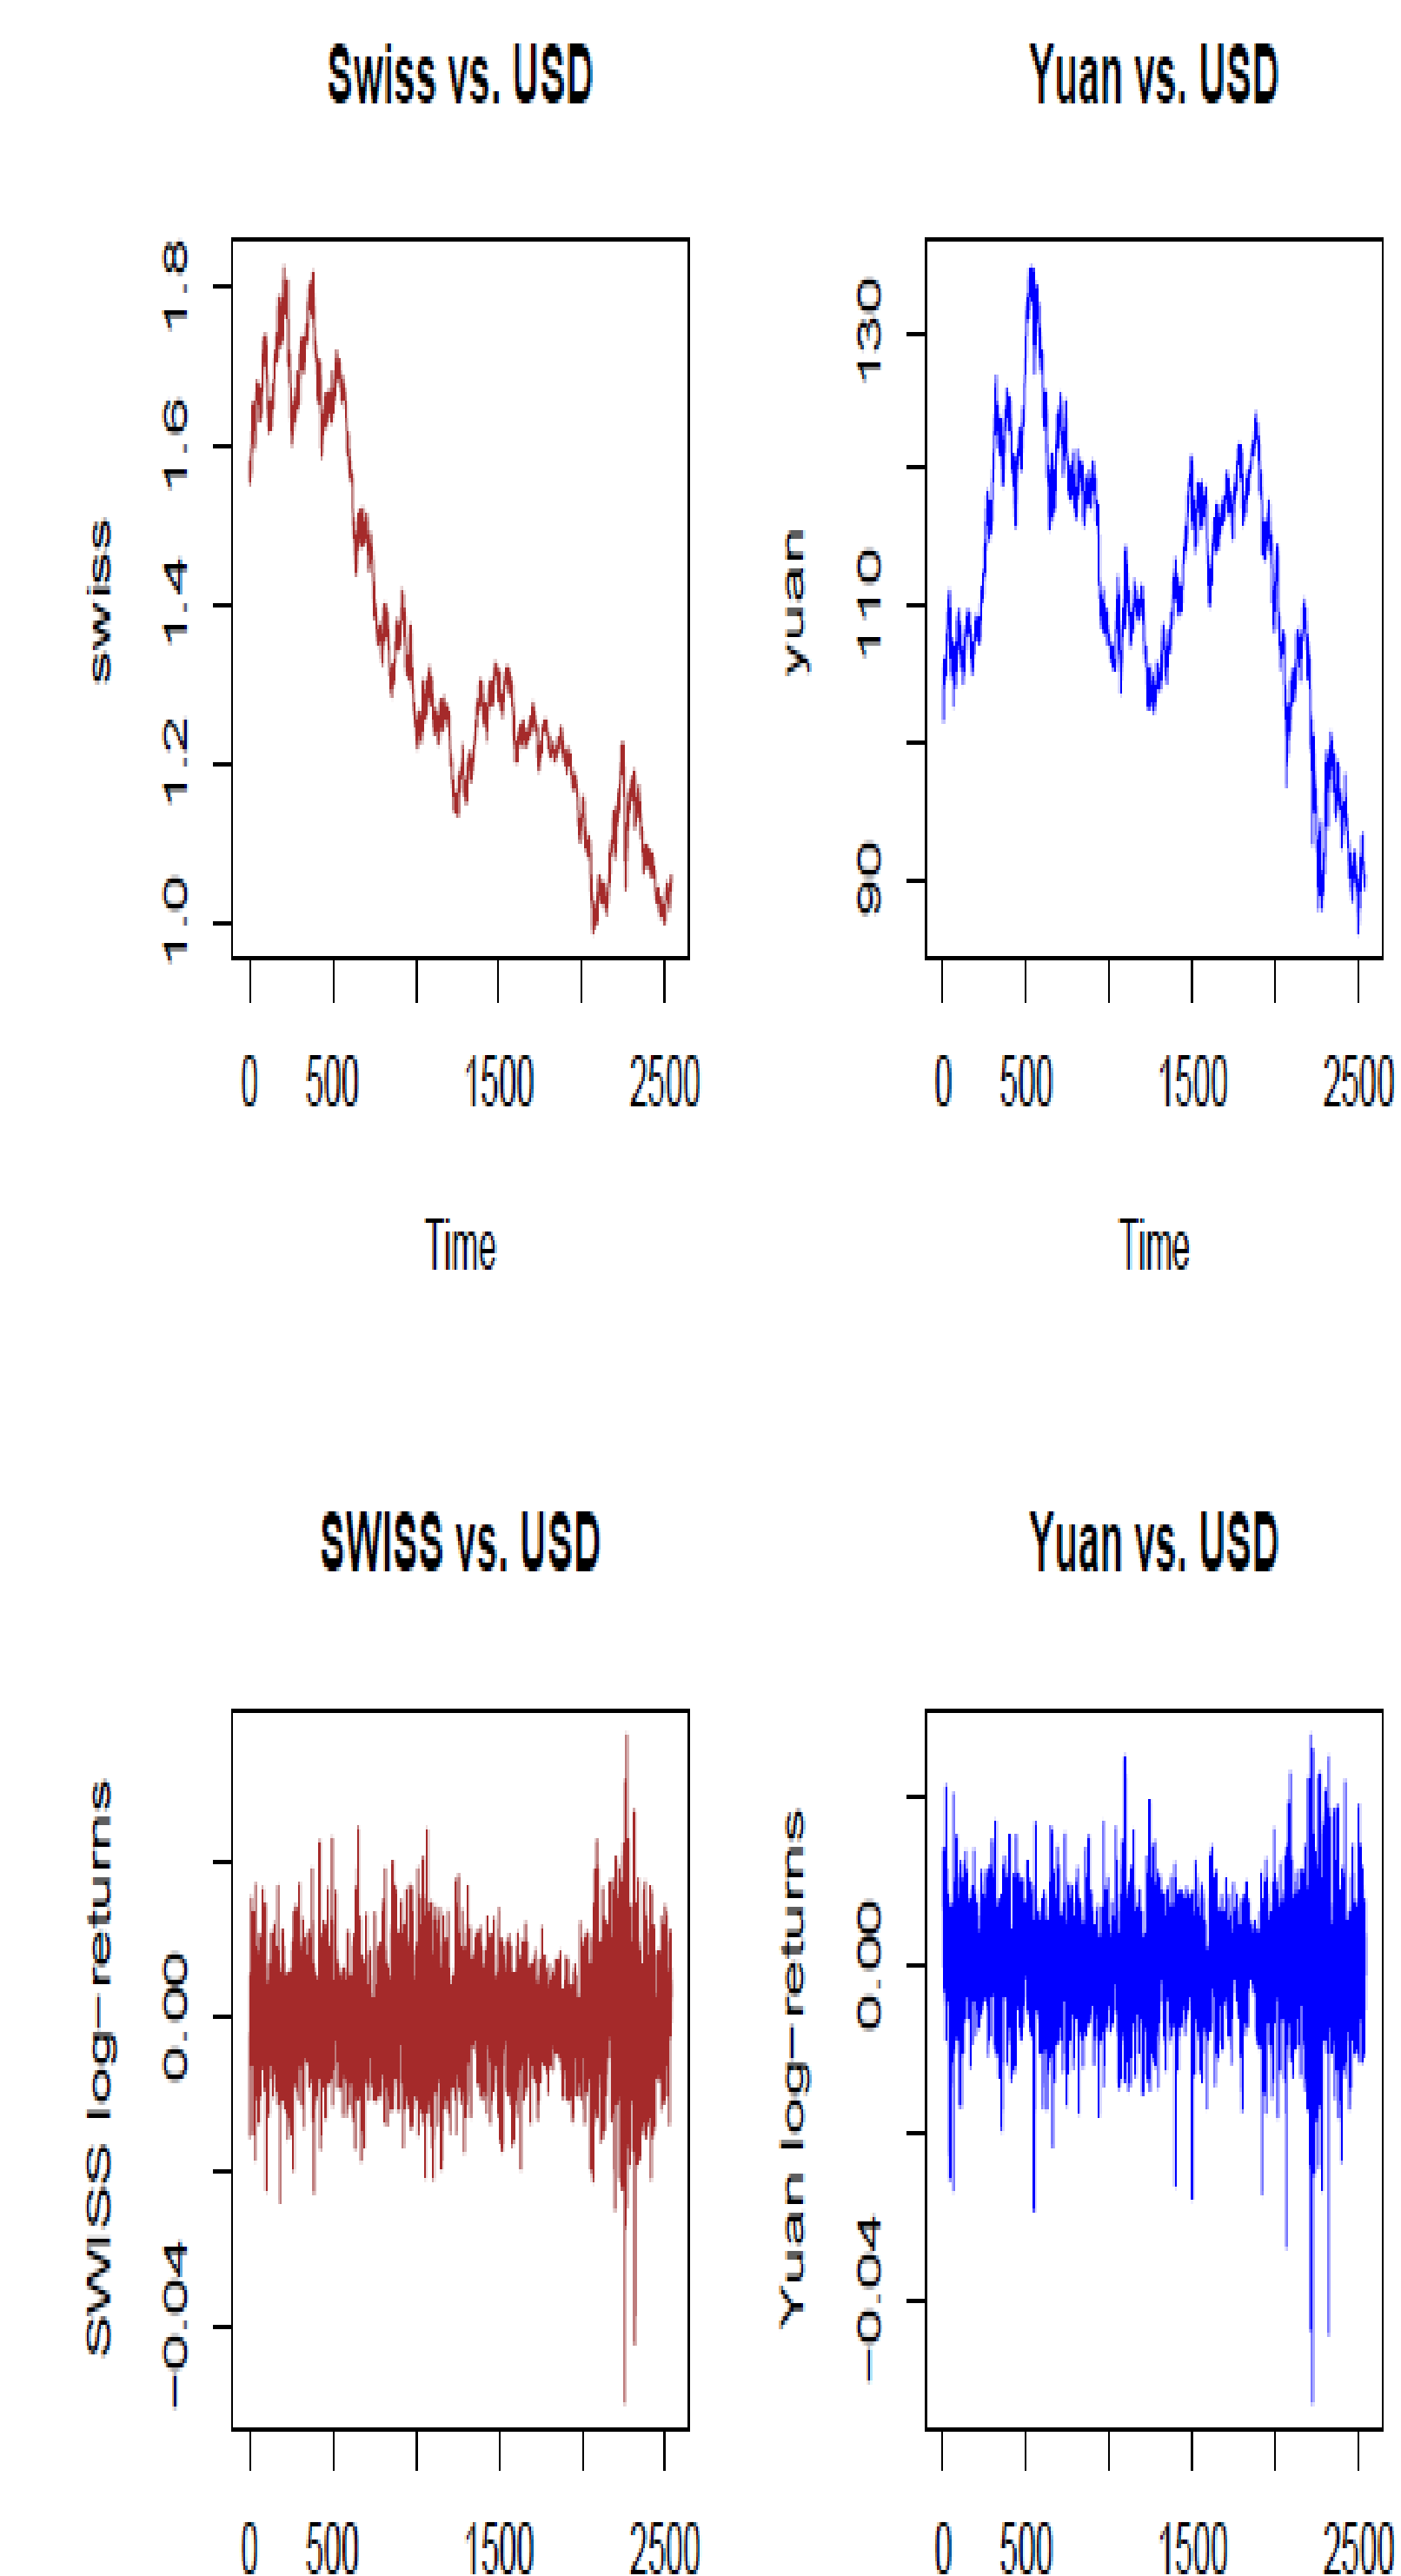 Swiss vs. USD
swiss
1.8
1.6
1.4
1.2
1.0
0 500 1500 2500
Time
Yuan vs. USD
yuan
130
110
90
0 500 1500 2500
Time
SWISS vs. USD
SWISS log-returns
0.00
-0.04
0 500 1500 2500
Yuan vs. USD
Yuan log-returns
0.00
-0.04
0 500 1500 2500